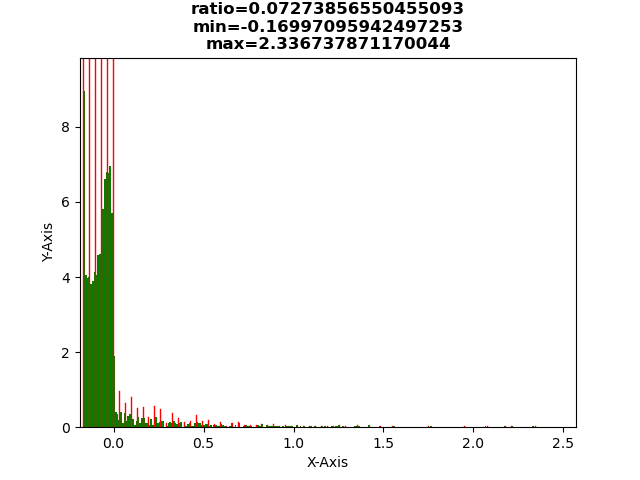 ratio=0.07273856550455093
min=-0.16997095942497253
max=2.336737871170044
8
6
4
2
0
Y-Axis
0.0 0.5 1.0 1.5 2.0 2.5
X-Axis